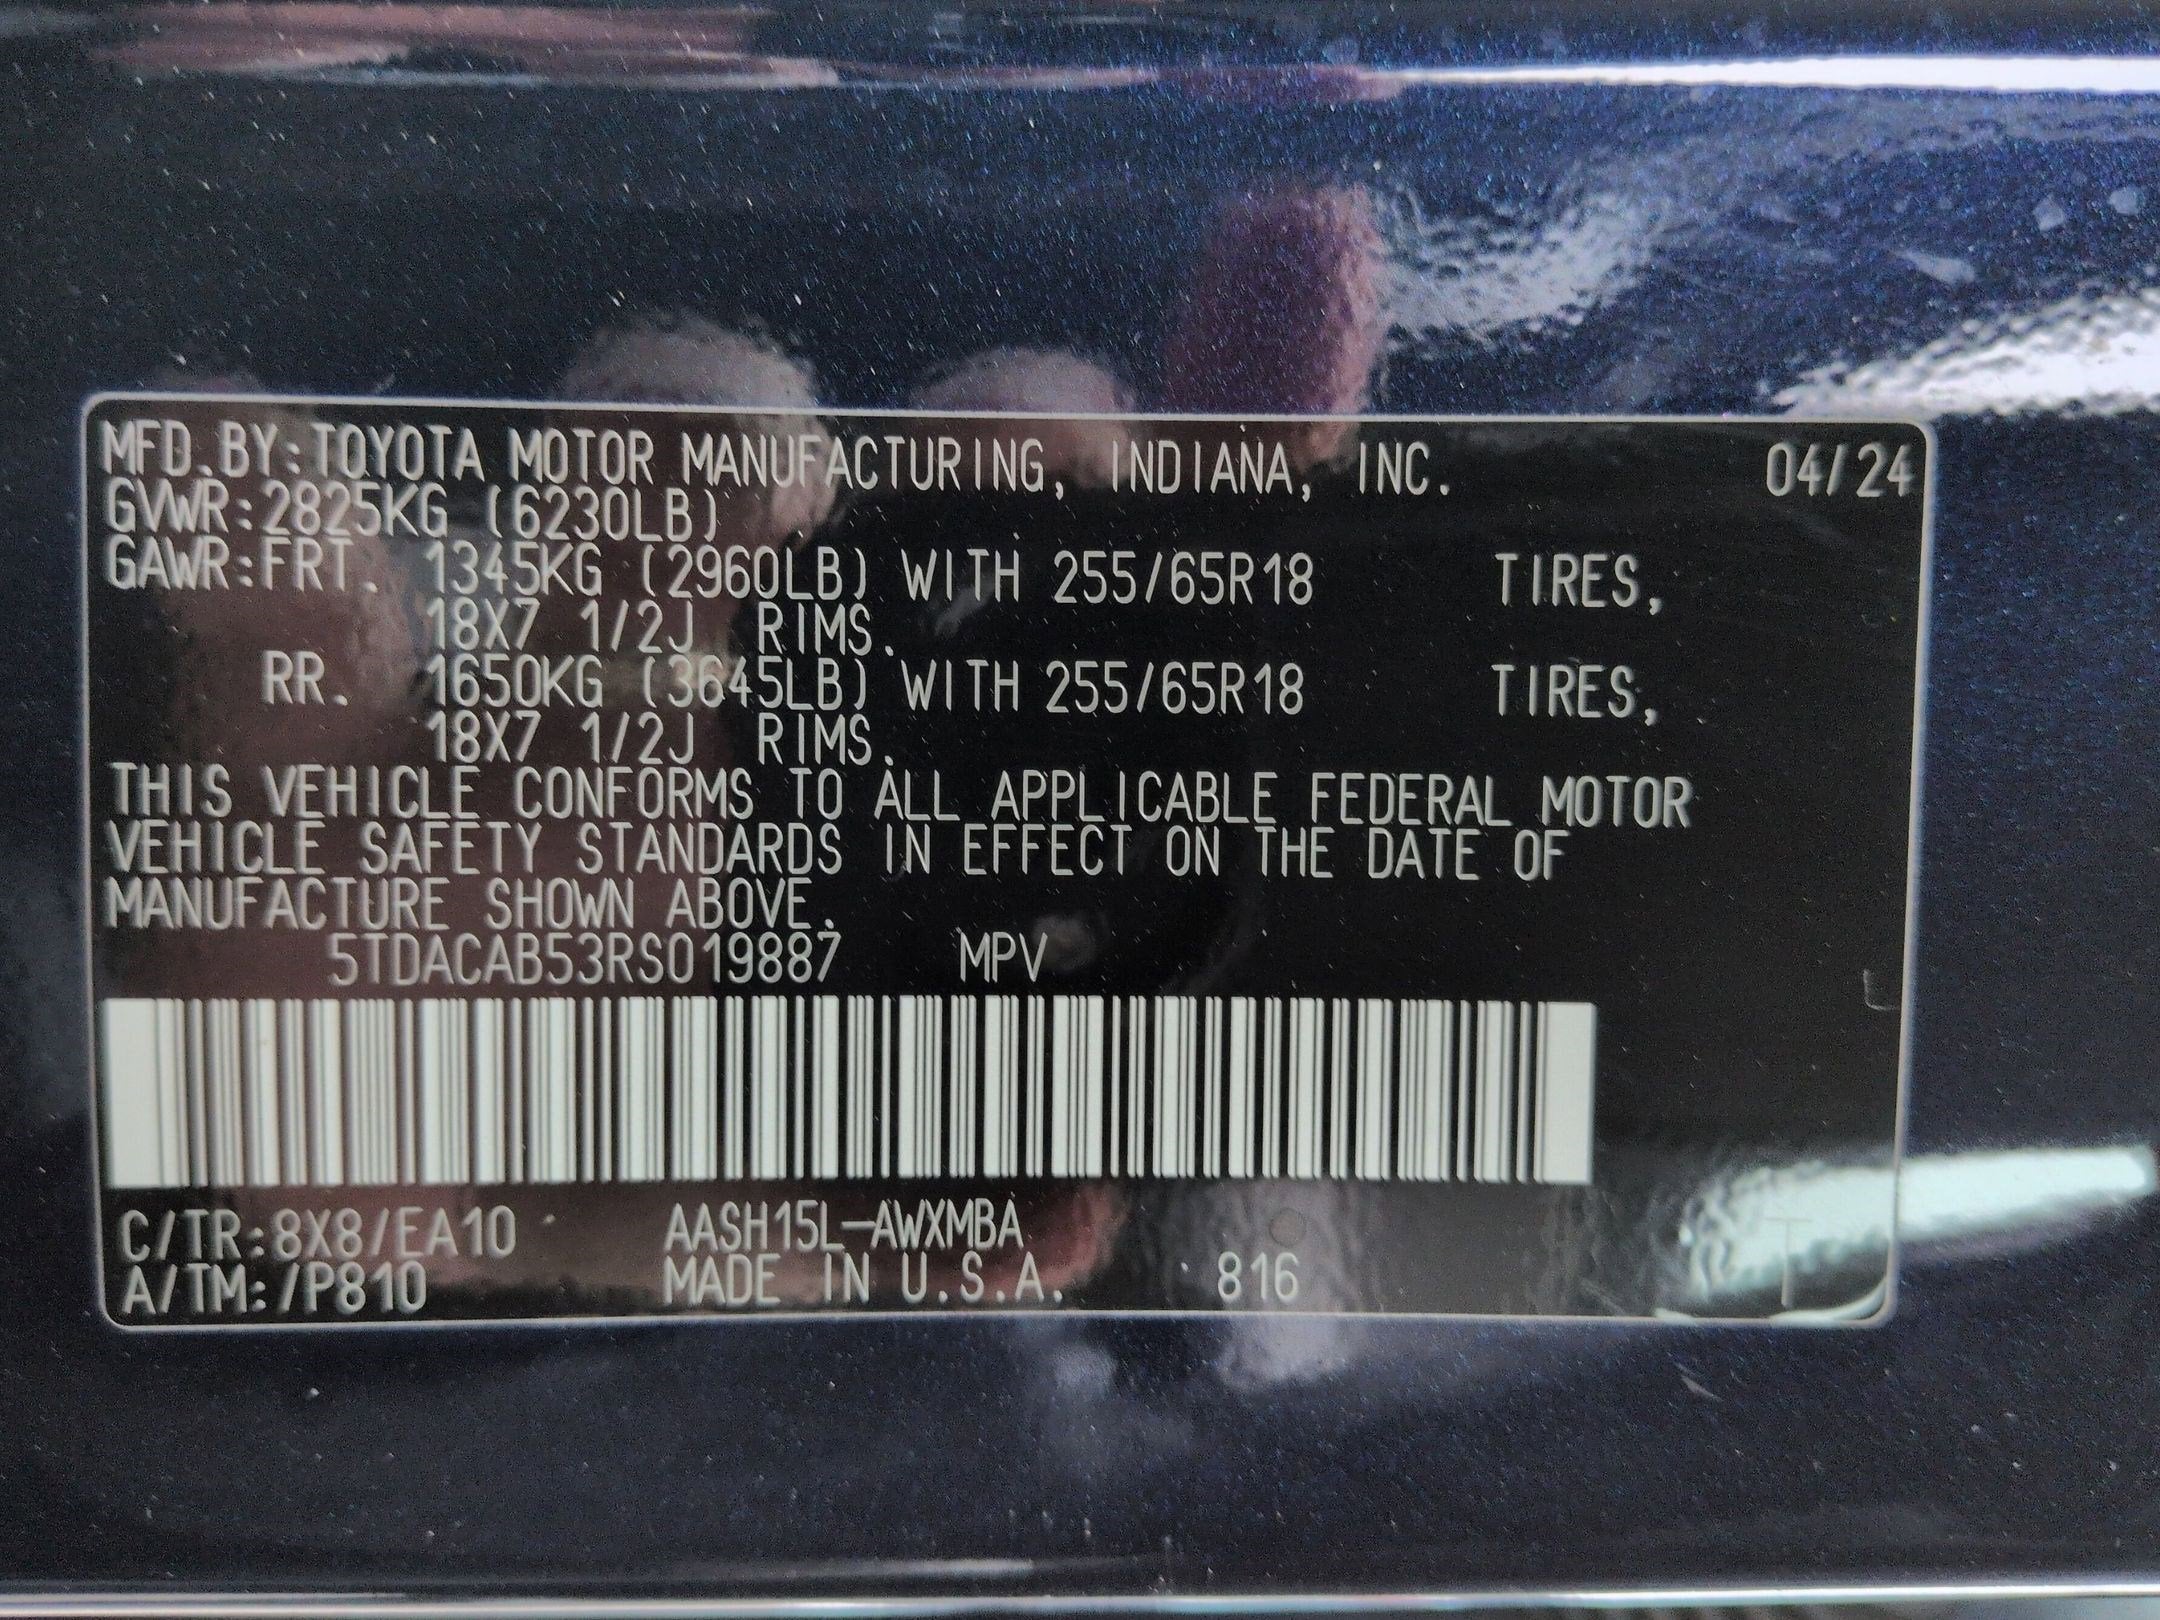 MFD.BY:TOYOTA MOTOR MANUFACTURING, INDIANA, INC. 04/24
GVWR:2825KG (6230LB)
GAWR:FRT. 1345KG (2960LB) WITH 255/65R18 TIRES,
18X7 1/2J RIMS.
RR. 1650KG (3645LB) WITH 255/65R18 TIRES,
18X7 1/2J RIMS.
THIS VEHICLE CONFORMS TO ALL APPLICABLE FEDERAL MOTOR
VEHICLE SAFETY STANDARDS IN EFFECT ON THE DATE OF
MANUFACTURE SHOWN ABOVE.
5TDACAB53RS019887 MPV
C/TR:8X8/EA10 AASH15L-AWXMBA
A/TM:/P810 MADE IN U.S.A. 816